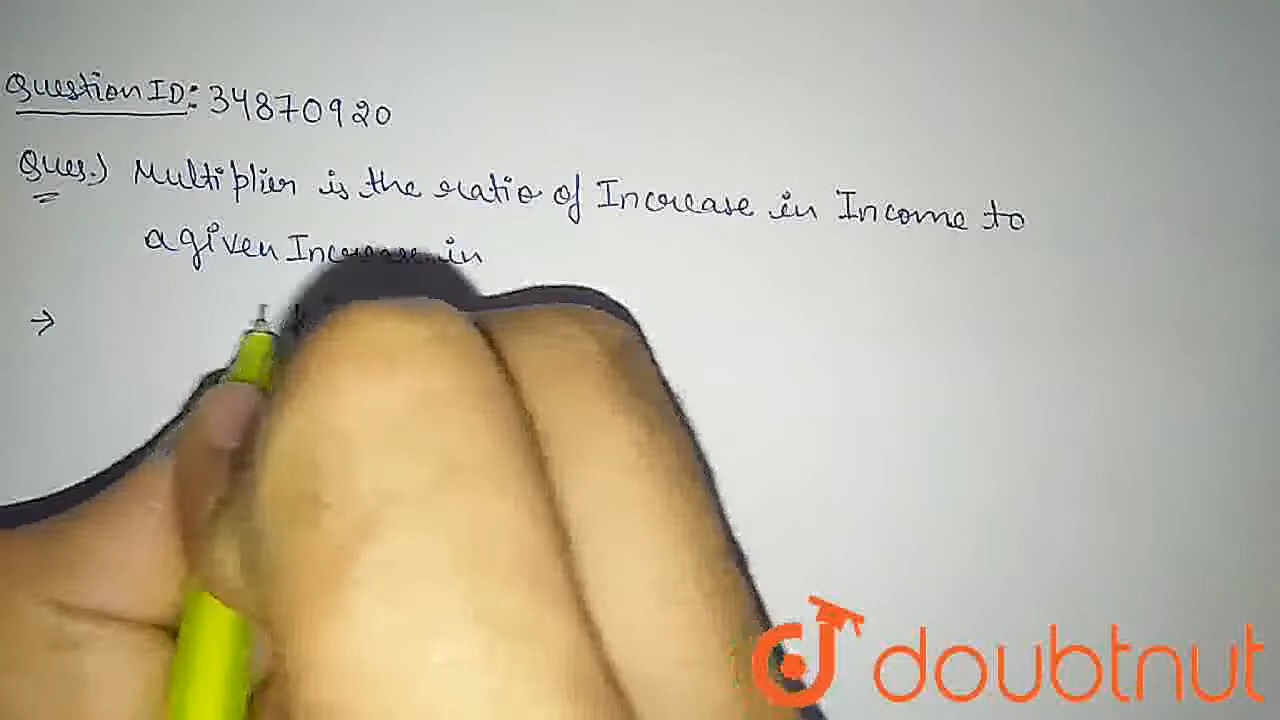 Question ID: 34870920
Ques.) Multiplier is the ratio of Increase in Income to
a given Increase in
→
doubtnut